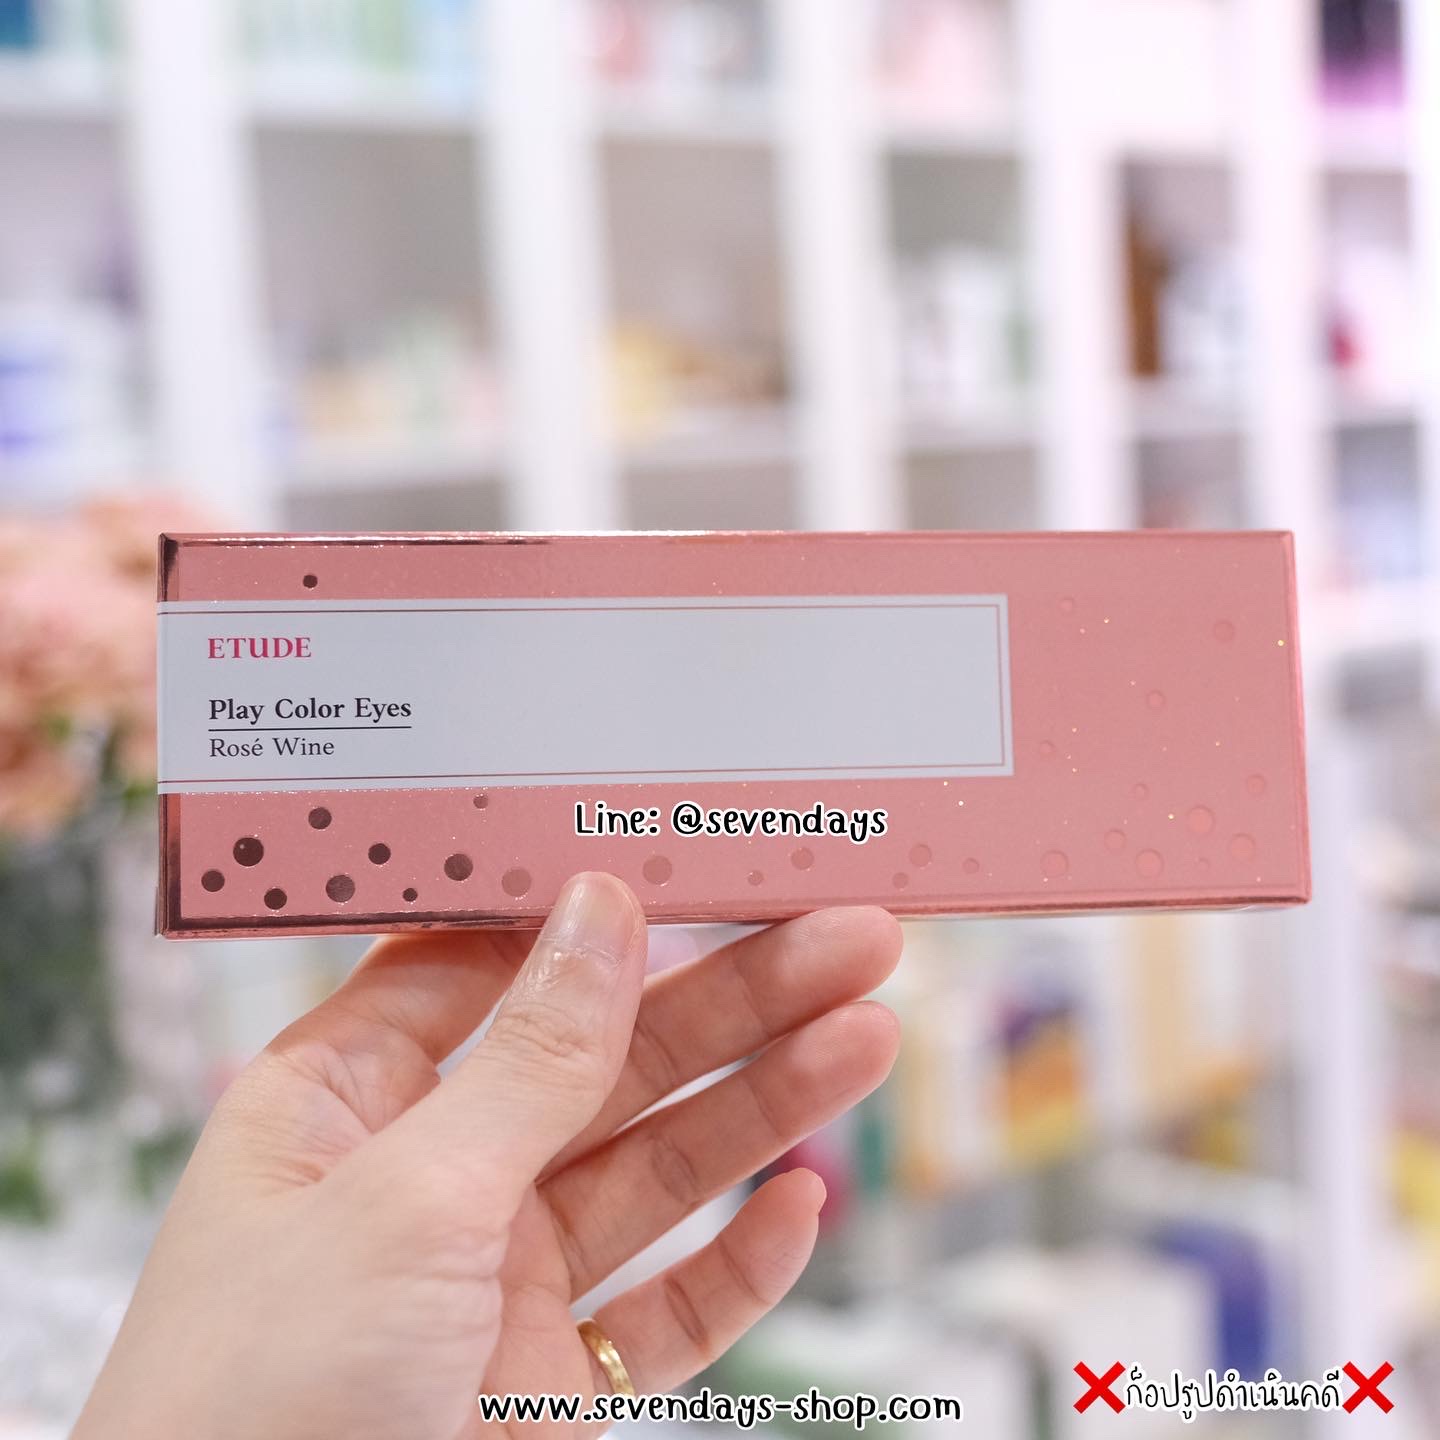 ETUDE
Play Color Eyes
Rosé Wine
Line: @sevendays
www.sevendays-shop.com
❌ก็อปรูปดำเนินคดี❌